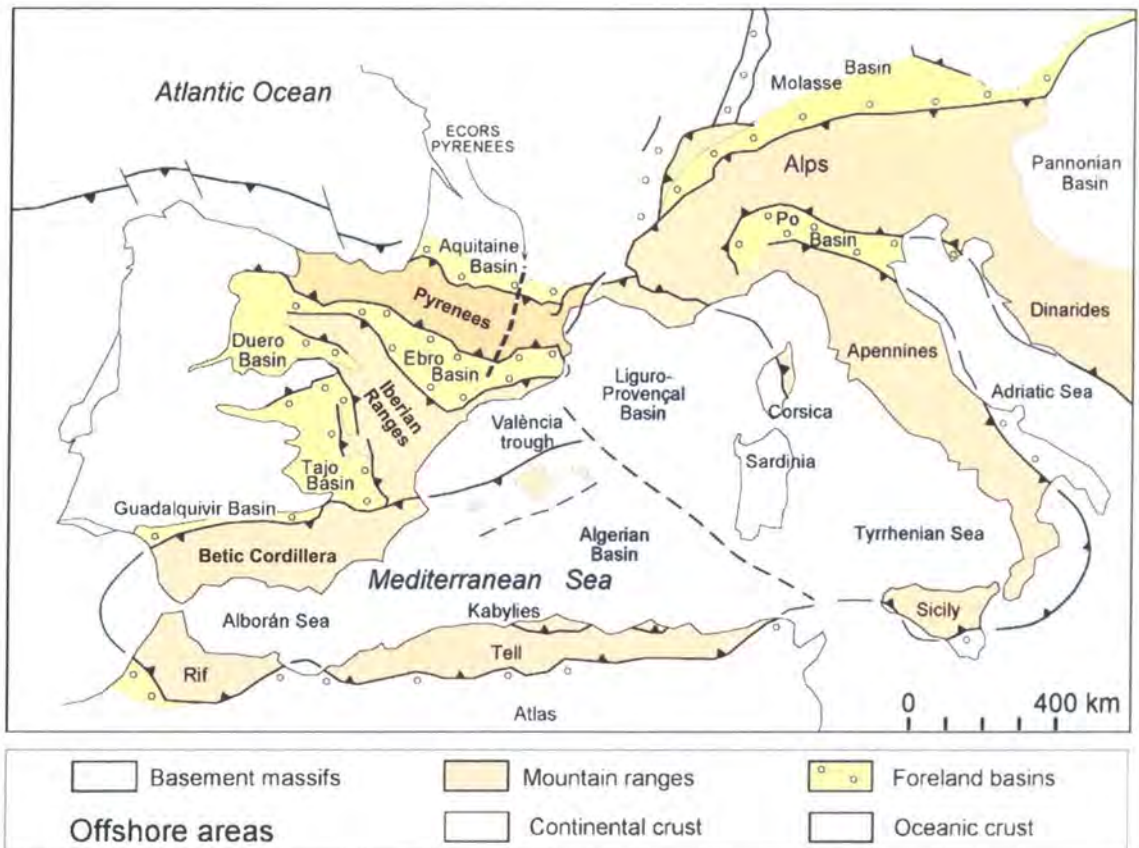 Atlantic Ocean
ECORS
PYRENEES
Molasse
Basin
Alps
Pannonian
Basin
Po
Basin
Aquitaine
Basin
Pyrenees
Dinarides
Duero
Basin
Ebro
Basin
Apennines
Iberian
Ranges
Liguro-
Provençal
Basin
Adriatic Sea
Corsica
València
trough
Sardinia
Tajo
Basin
Guadalquivir Basin
Tyrrhenian Sea
Betic Cordillera
Algerian
Basin
Mediterranean Sea
Kabylies
Sicily
Alborán Sea
Tell
Rif
0 400 km
Atlas
Basement massifs
Mountain ranges
Foreland basins
Offshore areas
Continental crust
Oceanic crust